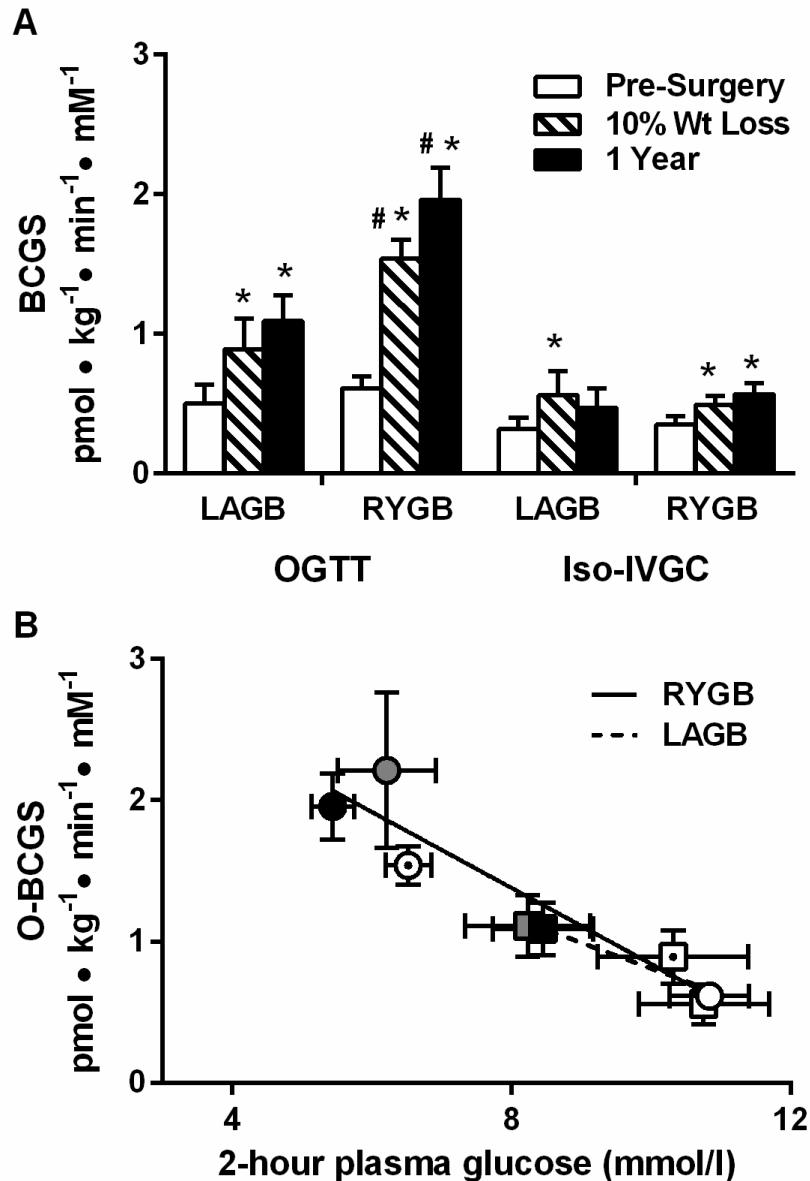 A
3
Pre-Surgery
10% Wt Loss
1 Year
# *
2
# *
BCGS
pmol • kg⁻¹ • min⁻¹ • mM⁻¹
* *
1
* * *
0
LAGB RYGB LAGB RYGB
OGTT Iso-IVGC
B
3
RYGB
LAGB
2
O-BCGS
pmol • kg⁻¹ • min⁻¹ • mM⁻¹
1
0
4 8 12
2-hour plasma glucose (mmol/l)